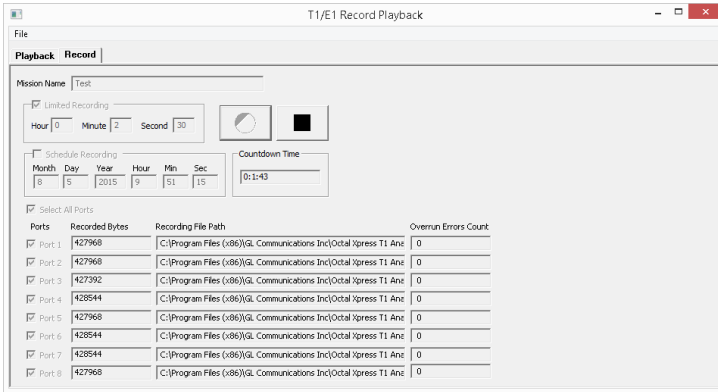 T1/E1 Record Playback
File
Playback Record
Mission Name Test
Limited Recording
Hour 0 Minute 2 Second 30
Schedule Recording
Month Day Year Hour Min Sec
8 5 2015 9 51 15
Countdown Time
0:1:43
Select All Ports
Ports Recorded Bytes Recording File Path Overrun Errors Count
Port 1 427968 C:\Program Files (x86)\GL Communications Inc\Octal Xpress T1 Ana 0
Port 2 427968 C:\Program Files (x86)\GL Communications Inc\Octal Xpress T1 Ana 0
Port 3 427392 C:\Program Files (x86)\GL Communications Inc\Octal Xpress T1 Ana 0
Port 4 428544 C:\Program Files (x86)\GL Communications Inc\Octal Xpress T1 Ana 0
Port 5 427968 C:\Program Files (x86)\GL Communications Inc\Octal Xpress T1 Ana 0
Port 6 428544 C:\Program Files (x86)\GL Communications Inc\Octal Xpress T1 Ana 0
Port 7 428544 C:\Program Files (x86)\GL Communications Inc\Octal Xpress T1 Ana 0
Port 8 427968 C:\Program Files (x86)\GL Communications Inc\Octal Xpress T1 Ana 0